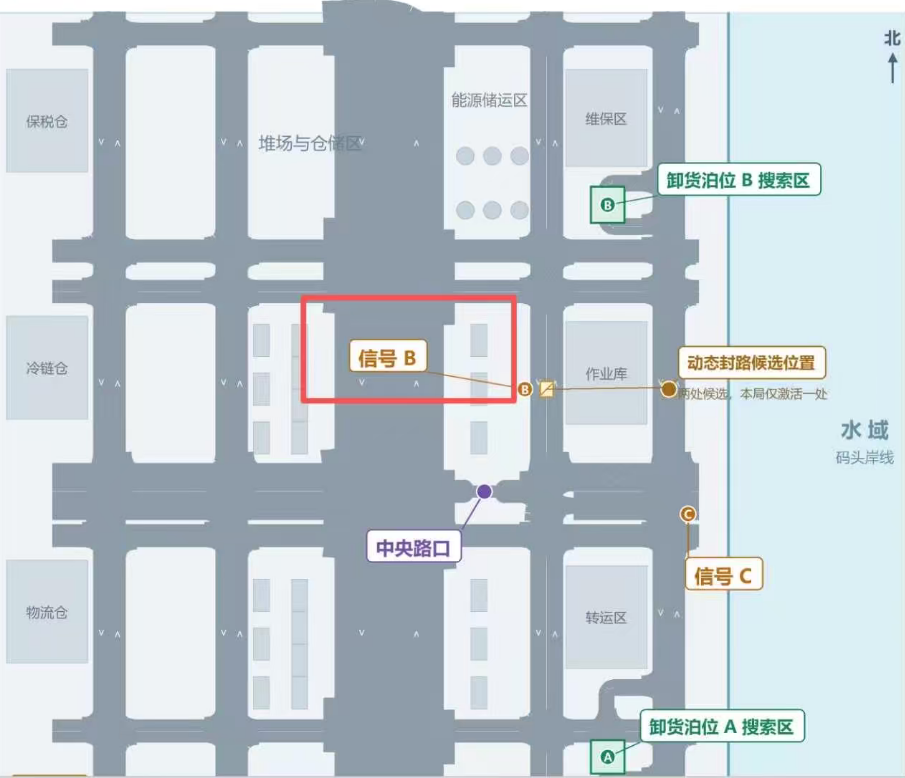 北
能源储运区
保税仓
维保区
堆场与仓储区
卸货泊位 B 搜索区
B
信号 B
动态封路候选位置
冷链仓
作业库
B
两处候选，本局仅激活一处
水 域
码头岸线
C
中央路口
信号 C
物流仓
转运区
卸货泊位 A 搜索区
A